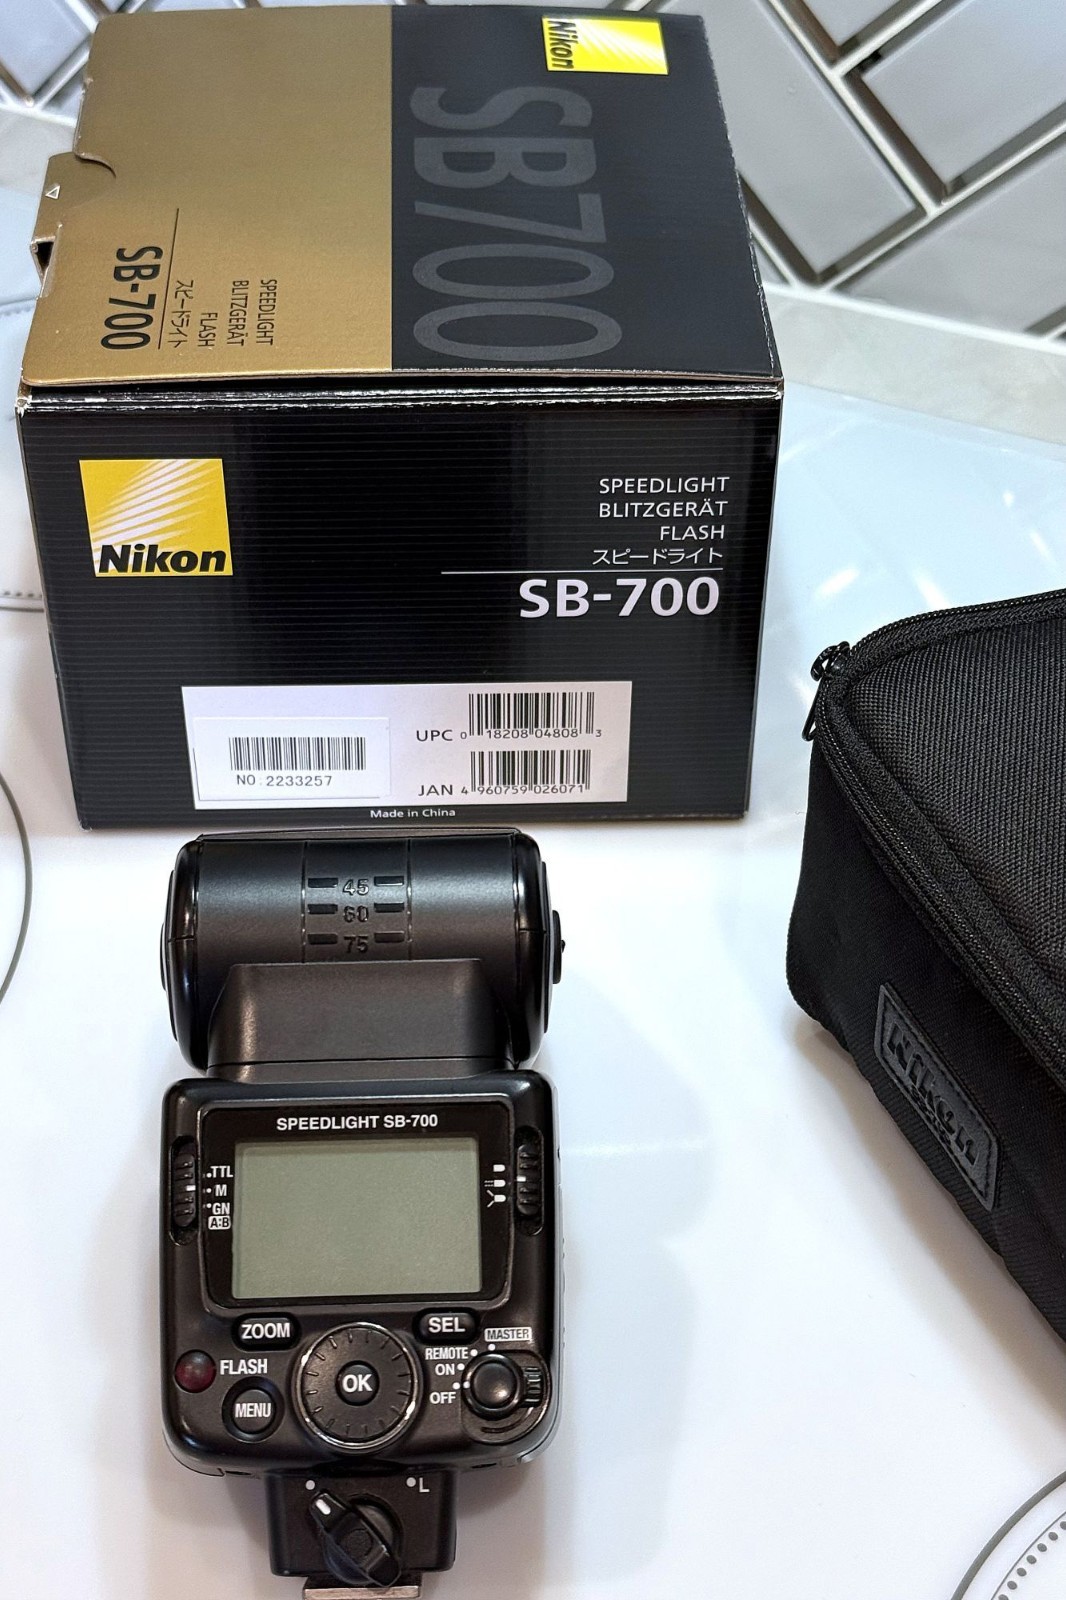 Nikon
SB700
SPEEDLIGHT
BLITZGERÄT
FLASH
スピードライト
SB-700
Nikon
SPEEDLIGHT
BLITZGERÄT
FLASH
スピードライト
SB-700
UPC 0 18208 04808 3
NO:2233257
JAN 4 960759 026071
Made in China
45
60
75
Nikon
SPEEDLIGHT SB-700
TTL
M
GN
A:B
ZOOM
SEL
MASTER
REMOTE
ON
OFF
FLASH
OK
MENU
L